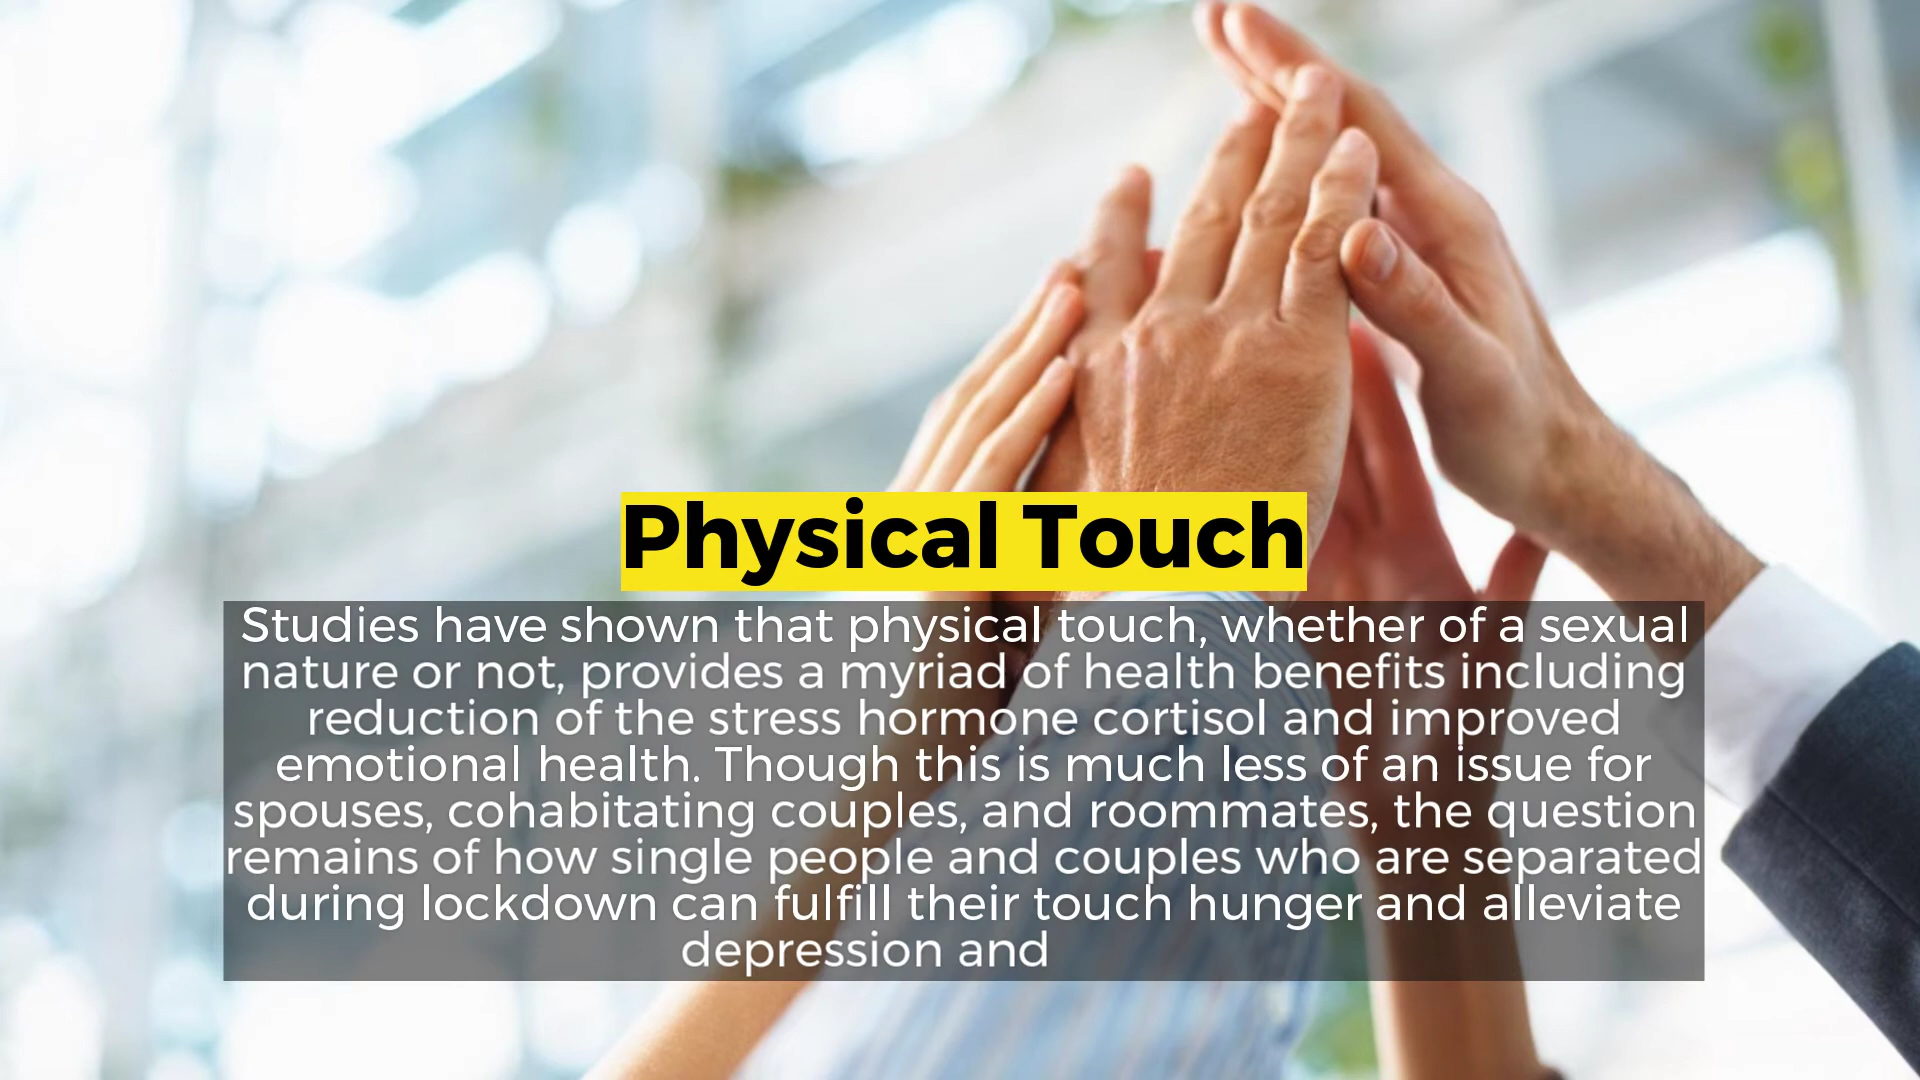 Physical Touch
Studies have shown that physical touch, whether of a sexual
nature or not, provides a myriad of health benefits including
reduction of the stress hormone cortisol and improved
emotional health. Though this is much less of an issue for
spouses, cohabitating couples, and roommates, the question
remains of how single people and couples who are separated
during lockdown can fulfill their touch hunger and alleviate
depression and